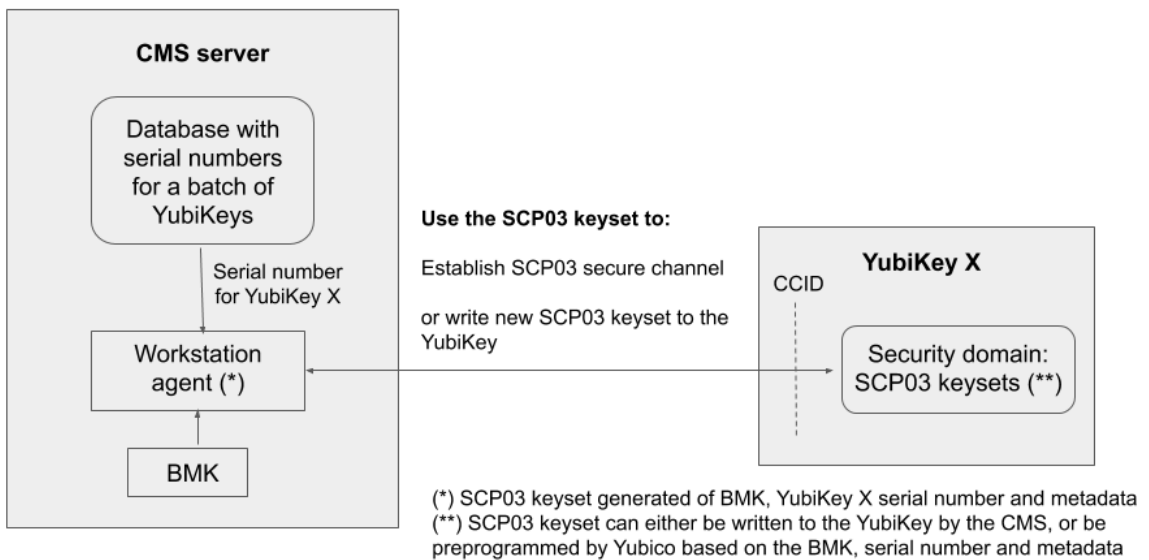 CMS server
Database with
serial numbers
for a batch of
YubiKeys
Serial number
for YubiKey X
Workstation
agent (*)
BMK
Use the SCP03 keyset to:
Establish SCP03 secure channel
or write new SCP03 keyset to the
YubiKey
YubiKey X
CCID
Security domain:
SCP03 keysets (**)
(*) SCP03 keyset generated of BMK, YubiKey X serial number and metadata
(**) SCP03 keyset can either be written to the YubiKey by the CMS, or be
preprogrammed by Yubico based on the BMK, serial number and metadata